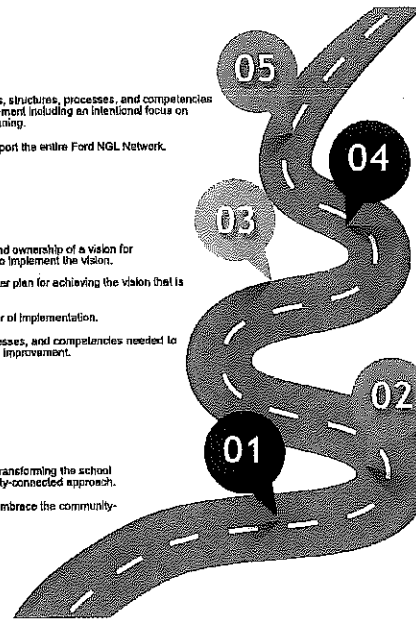 05
s, structures, processes, and competencies
ment including an intentional focus on
ning.
port the entire Ford NGL Network.
04
03
nd ownership of a vision for
o implement the vision.
er plan for achieving the vision that is
r of implementation.
esses, and competencies needed to
improvement.
02
01
ransforming the school
ty-connected approach.
mbrace the community-